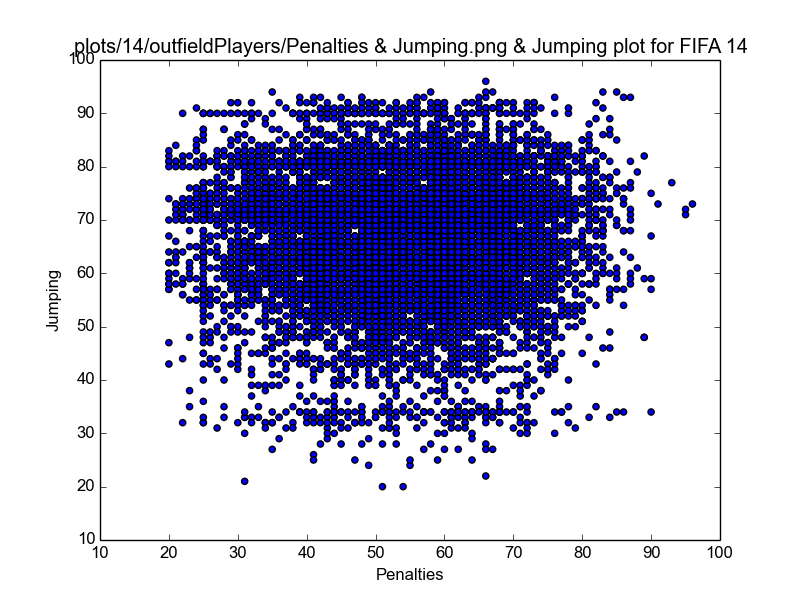 plots/14/outfieldPlayers/Penalties & Jumping.png & Jumping plot for FIFA 14
100
90
80
70
60
50
40
30
20
10
Jumping
10 20 30 40 50 60 70 80 90 100
Penalties